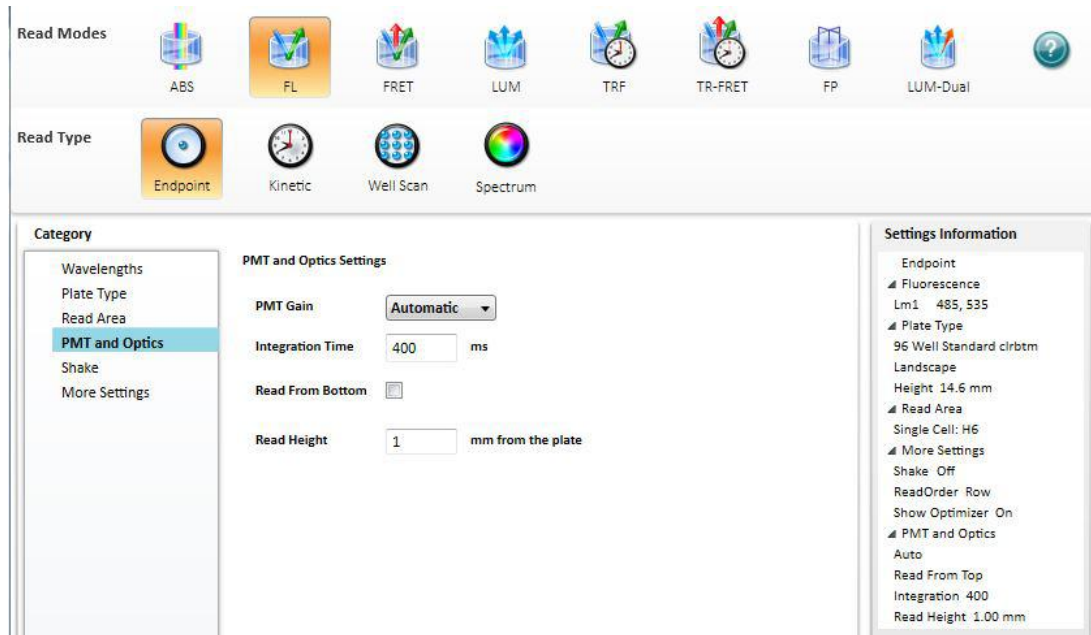 Read Modes
ABS FL FRET LUM TRF TR-FRET FP LUM-Dual
?
Read Type
Endpoint Kinetic Well Scan Spectrum
Category
Wavelengths
Plate Type
Read Area
PMT and Optics
Shake
More Settings
PMT and Optics Settings
PMT Gain Automatic
Integration Time 400 ms
Read From Bottom
Read Height 1 mm from the plate
Settings Information
Endpoint
Fluorescence
Lm1 485, 535
Plate Type
96 Well Standard clrbtm
Landscape
Height 14.6 mm
Read Area
Single Cell: H6
More Settings
Shake Off
ReadOrder Row
Show Optimizer On
PMT and Optics
Auto
Read From Top
Integration 400
Read Height 1.00 mm